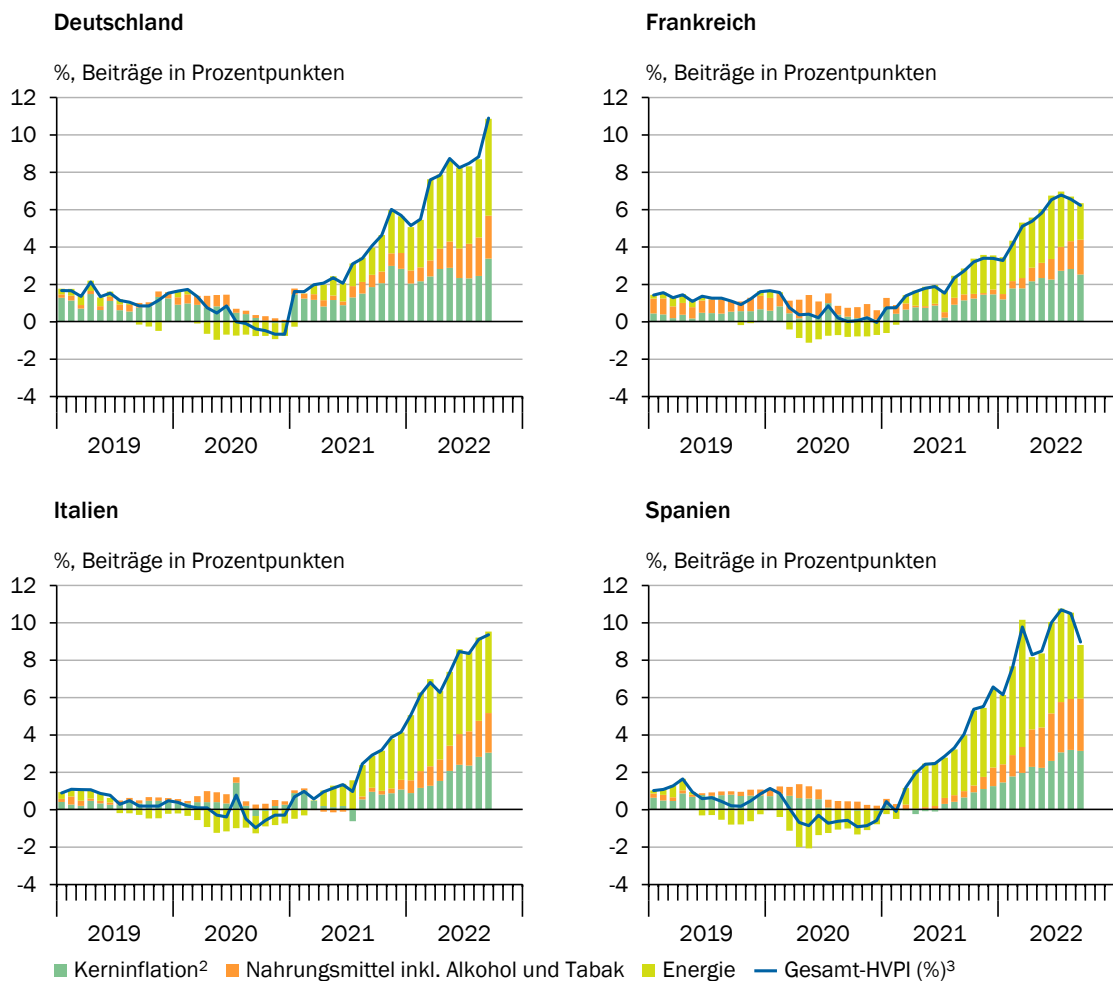 Deutschland
%, Beiträge in Prozentpunkten
12
10
8
6
4
2
0
-2
-4
2019 2020 2021 2022
Frankreich
%, Beiträge in Prozentpunkten
12
10
8
6
4
2
0
-2
-4
2019 2020 2021 2022
Italien
%, Beiträge in Prozentpunkten
12
10
8
6
4
2
0
-2
-4
2019 2020 2021 2022
Spanien
%, Beiträge in Prozentpunkten
12
10
8
6
4
2
0
-2
-4
2019 2020 2021 2022
Kerninflation² Nahrungsmittel inkl. Alkohol und Tabak Energie Gesamt-HVPI (%)³